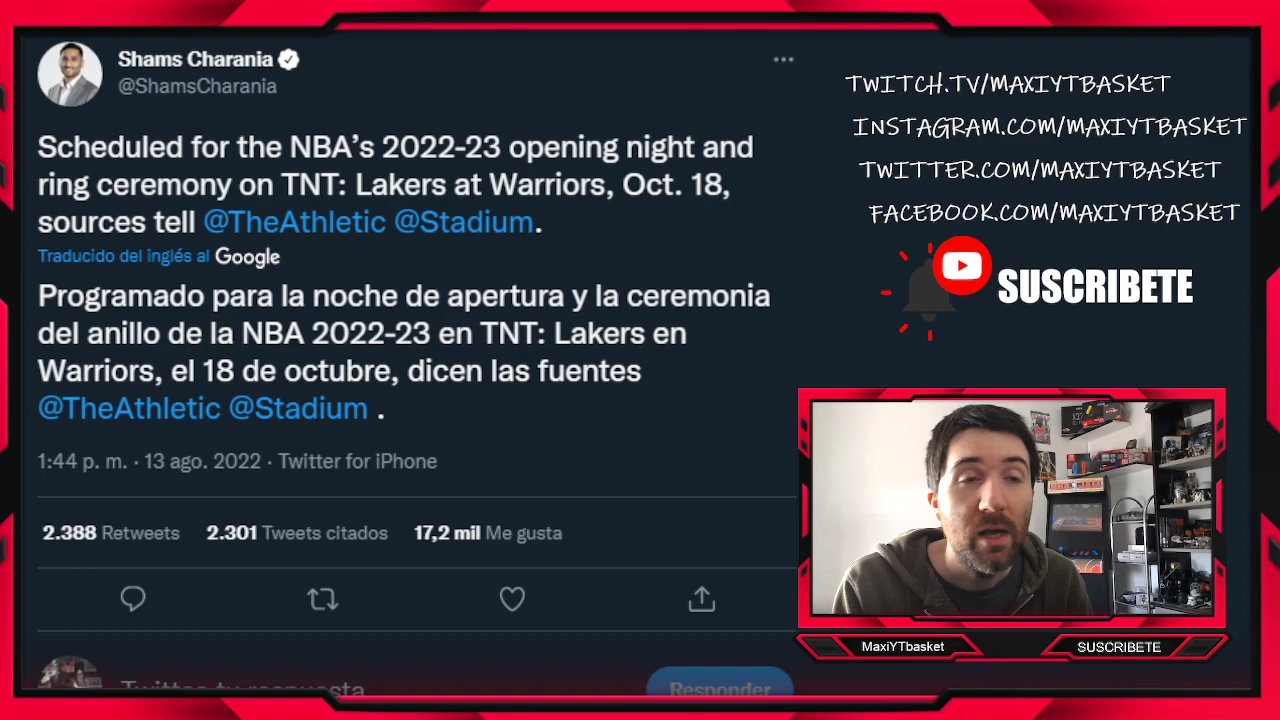 Shams Charania
@ShamsCharania
Scheduled for the NBA’s 2022-23 opening night and
ring ceremony on TNT: Lakers at Warriors, Oct. 18,
sources tell @TheAthletic @Stadium.
Traducido del inglés al Google
Programado para la noche de apertura y la ceremonia
del anillo de la NBA 2022-23 en TNT: Lakers en
Warriors, el 18 de octubre, dicen las fuentes
@TheAthletic @Stadium .
1:44 p. m. · 13 ago. 2022 · Twitter for iPhone
2.388 Retweets 2.301 Tweets citados 17,2 mil Me gusta
Twittea tu respuesta
Responder
TWITCH.TV/MAXIYTBASKET
INSTAGRAM.COM/MAXIYTBASKET
TWITTER.COM/MAXIYTBASKET
FACEBOOK.COM/MAXIYTBASKET
SUSCRIBETE
MaxiYTbasket
SUSCRIBETE